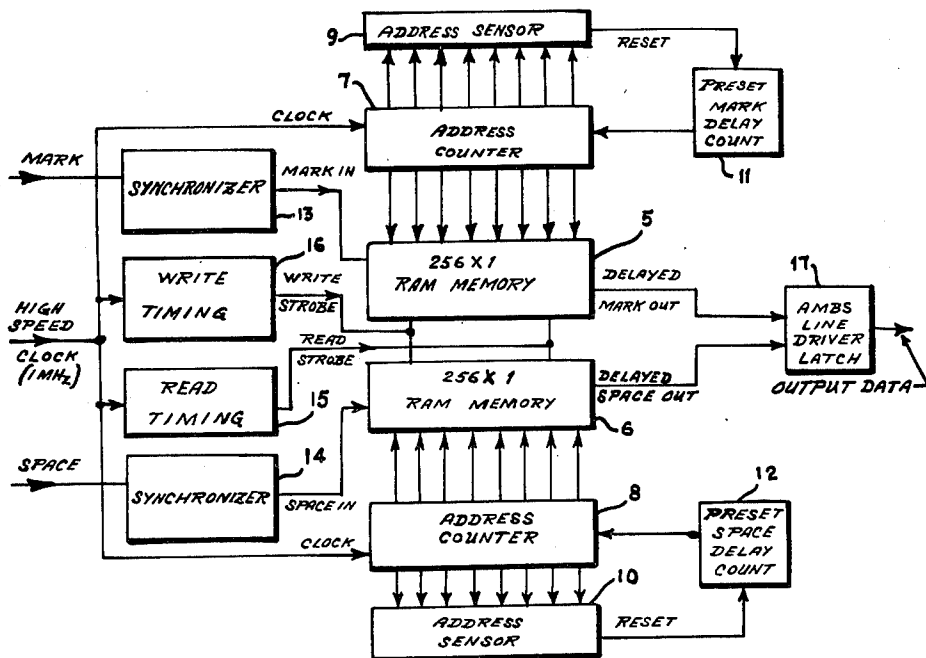 9
ADDRESS SENSOR
RESET
7
CLOCK
ADDRESS
COUNTER
PRESET
MARK
DELAY
COUNT
11
MARK
SYNCHRONIZER
MARK IN
13
5
16
WRITE
TIMING
WRITE
STROBE
256 X 1
RAM MEMORY
DELAYED
MARK OUT
17
AMBS
LINE
DRIVER
LATCH
OUTPUT DATA
HIGH
SPEED
CLOCK
(1 MHz)
READ
STROBE
READ
TIMING
15
256 X 1
RAM MEMORY
DELAYED
SPACE OUT
6
SPACE
14
SYNCHRONIZER
SPACE IN
8
12
CLOCK
ADDRESS
COUNTER
PRESET
SPACE
DELAY
COUNT
10
ADDRESS
SENSOR
RESET